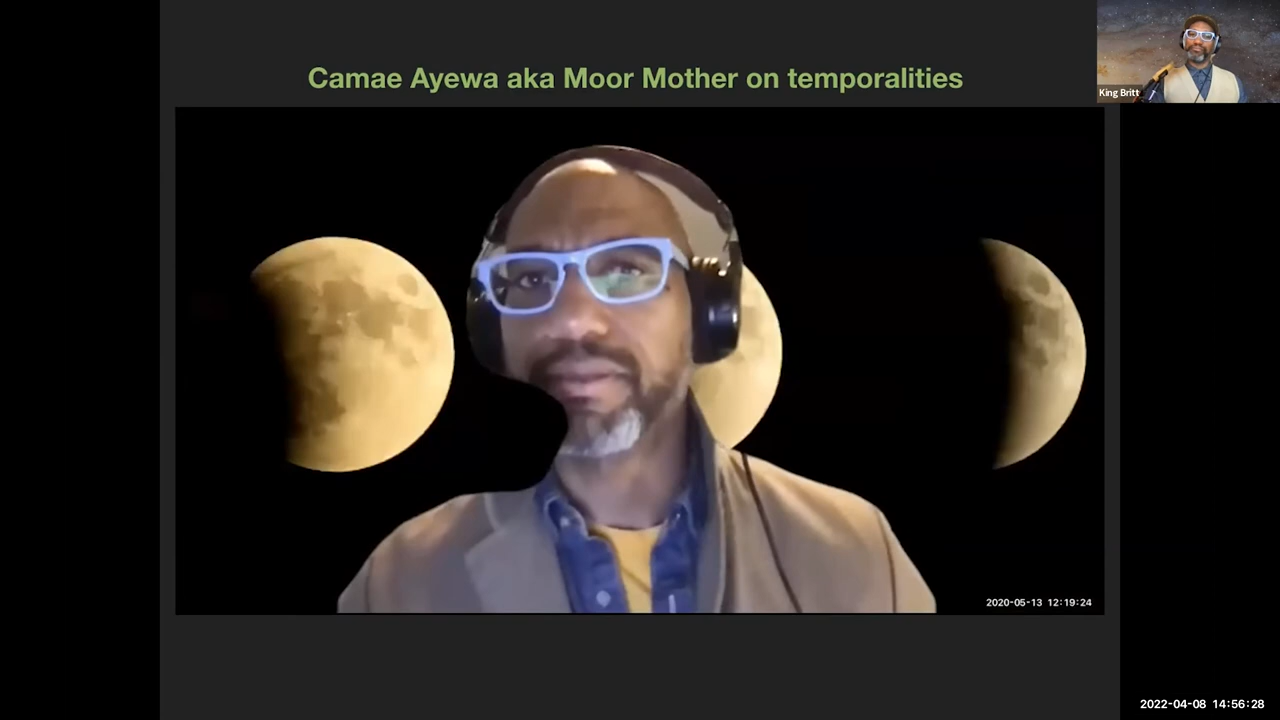 Camae Ayewa aka Moor Mother on temporalities
King Britt
2020-05-13 12:19:24
2022-04-08 14:56:28